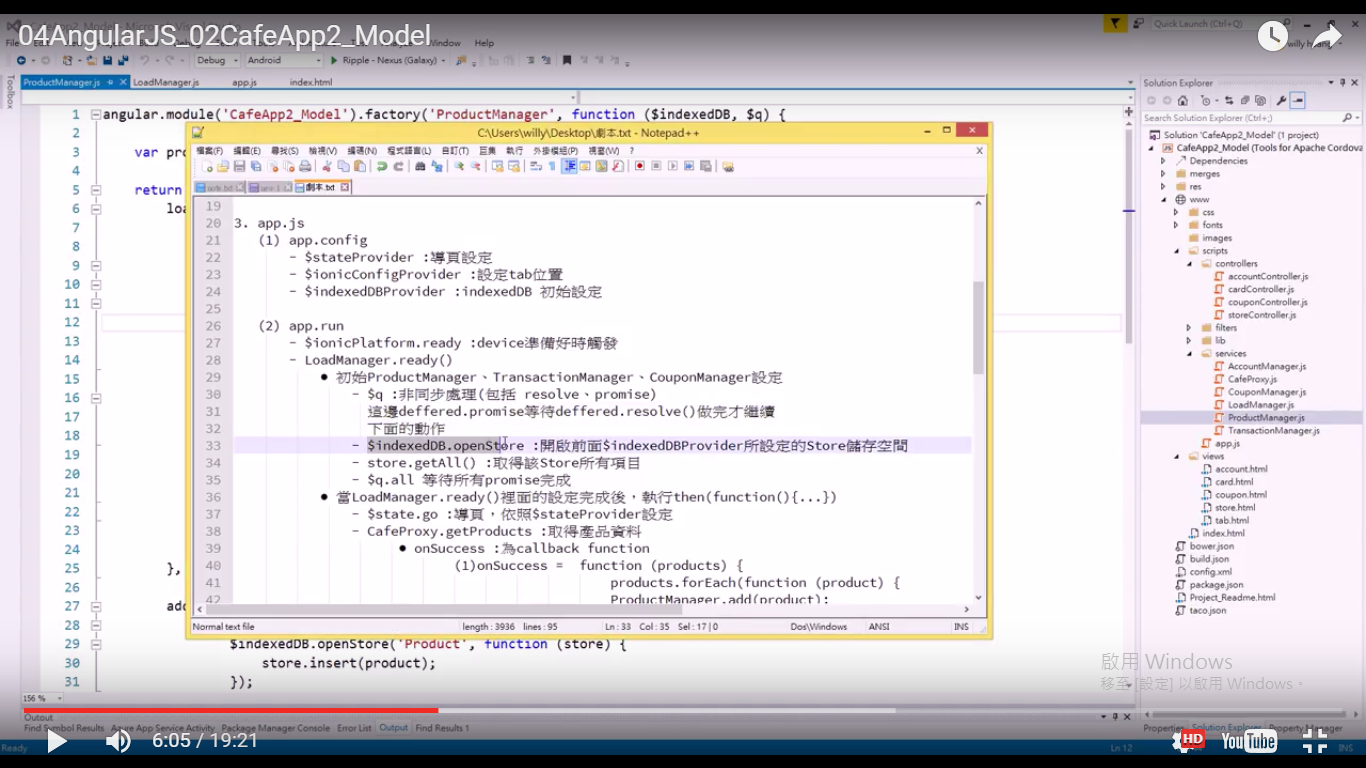 04AngularJS_02CafeApp2_Model
Quick Launch (Ctrl+Q)
File
Window
Help
Debug
Android
Ripple - Nexus (Galaxy)
Toolbox
ProductManager.js
LoadManager.js
app.js
index.html
1 angular.module('CafeApp2_Model').factory('ProductManager', function ($indexedDB, $q) {
2
3 var pro
4
5 return
6 loa
7
8
9
10
11
12
13
14
15
16
17
18
19
20
21
22
23
24
25 },
26
27 add
28
29 $indexedDB.openStore('Product', function (store) {
30 store.insert(product);
31 });
156 %
C:\Users\willy\Desktop\劇本.txt - Notepad++
檔案(F) 編輯(E) 尋找(S) 檢視(V) 編碼(N) 程式語言(L) 自訂(T) 巨集 執行 外掛模組(P) 視窗(W) ? X
劇本.txt
19
20 3. app.js
21 (1) app.config
22 - $stateProvider :導頁設定
23 - $ionicConfigProvider :設定tab位置
24 - $indexedDBProvider :indexedDB 初始設定
25
26 (2) app.run
27 - $ionicPlatform.ready :device準備好時觸發
28 - LoadManager.ready()
29 ● 初始ProductManager、TransactionManager、CouponManager設定
30 - $q :非同步處理(包括 resolve、promise)
31 這邊deffered.promise等待deffered.resolve()做完才繼續
32 下面的動作
33 - $indexedDB.openStore :開啟前面$indexedDBProvider所設定的Store儲存空間
34 - store.getAll() :取得該Store所有項目
35 - $q.all 等待所有promise完成
36 ● 當LoadManager.ready()裡面的設定完成後，執行then(function(){...})
37 - $state.go :導頁，依照$stateProvider設定
38 - CafeProxy.getProducts :取得產品資料
39 ● onSuccess :為callback function
40 (1)onSuccess = function (products) {
41 products.forEach(function (product) {
42 ProductManager.add(product);
Normal text file
length : 3936 lines : 95
Ln : 33 Col : 35 Sel : 17 | 0
Dos\Windows
ANSI
INS
Solution Explorer
Search Solution Explorer (Ctrl+;)
Solution 'CafeApp2_Model' (1 project)
CafeApp2_Model (Tools for Apache Cordova
Dependencies
merges
res
www
css
fonts
images
scripts
controllers
accountController.js
cardController.js
couponController.js
storeController.js
filters
lib
services
AccountManager.js
CafeProxy.js
CouponManager.js
LoadManager.js
ProductManager.js
TransactionManager.js
app.js
views
account.html
card.html
coupon.html
store.html
tab.html
index.html
bower.json
build.json
config.xml
package.json
Project_Readme.html
taco.json
啟用 Windows
移至 [設定] 以啟用 Windows。
Output
Find Symbol Results
Azure App Service Activity
Package Manager Console
Error List
Output
Find Results 1
Properties
Solution Explorer
Property Manager
Ready
Ln 12
INS
6:05 / 19:21
HD
YouTube